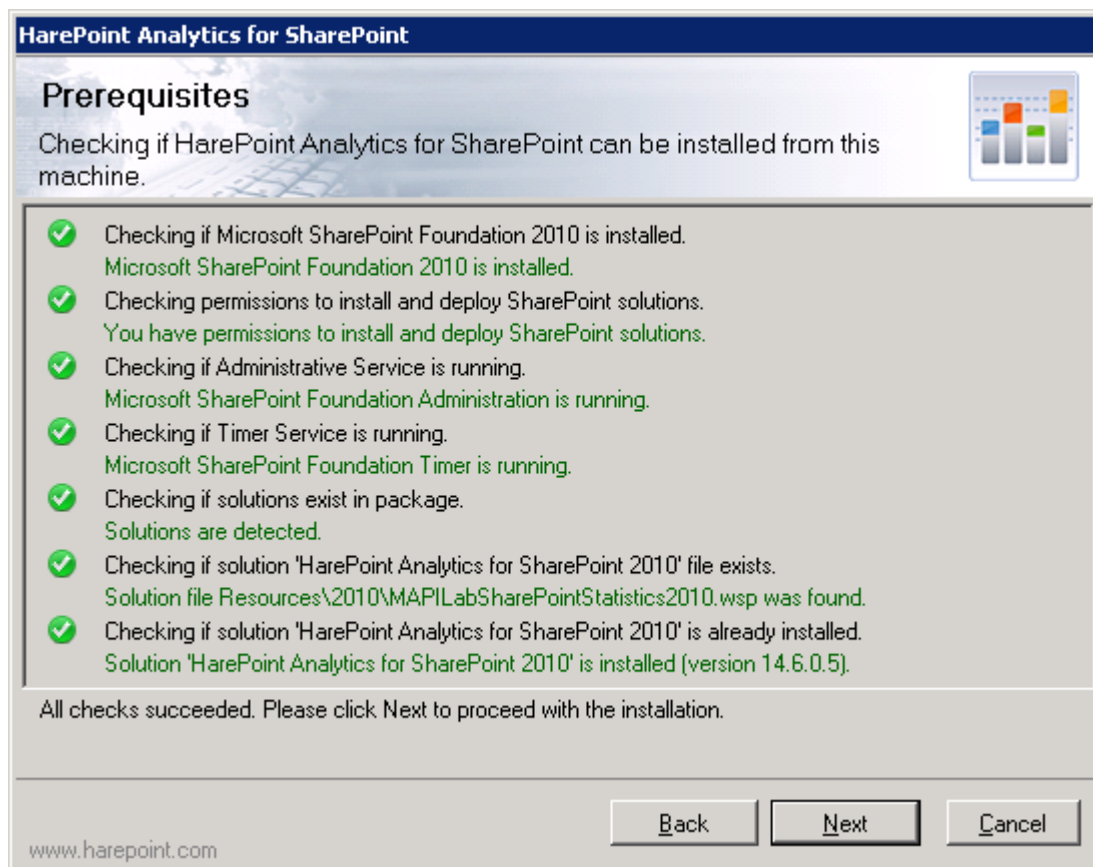 HarePoint Analytics for SharePoint
Prerequisites
Checking if HarePoint Analytics for SharePoint can be installed from this
machine.
Checking if Microsoft SharePoint Foundation 2010 is installed.
Microsoft SharePoint Foundation 2010 is installed.
Checking permissions to install and deploy SharePoint solutions.
You have permissions to install and deploy SharePoint solutions.
Checking if Administrative Service is running.
Microsoft SharePoint Foundation Administration is running.
Checking if Timer Service is running.
Microsoft SharePoint Foundation Timer is running.
Checking if solutions exist in package.
Solutions are detected.
Checking if solution 'HarePoint Analytics for SharePoint 2010' file exists.
Solution file Resources\2010\MAPILabSharePointStatistics2010.wsp was found.
Checking if solution 'HarePoint Analytics for SharePoint 2010' is already installed.
Solution 'HarePoint Analytics for SharePoint 2010' is installed (version 14.6.0.5).
All checks succeeded. Please click Next to proceed with the installation.
Back Next Cancel
www.harepoint.com